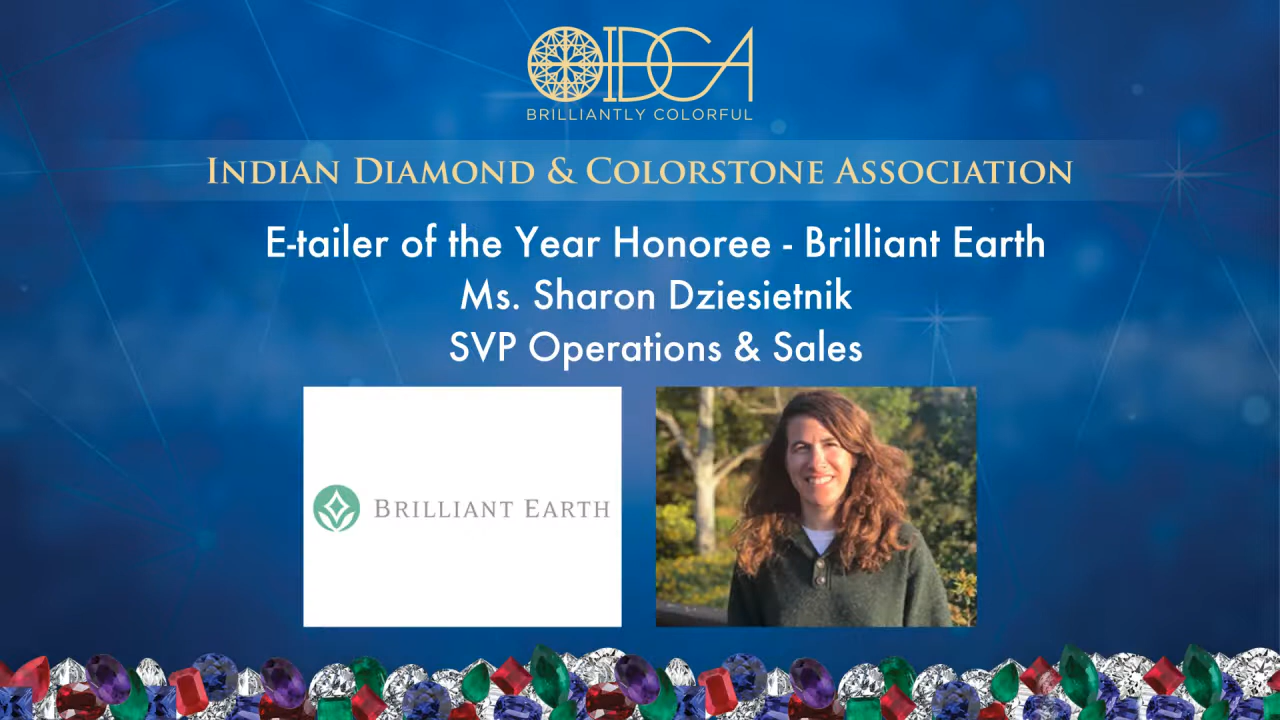 IDCA
BRILLIANTLY COLORFUL
INDIAN DIAMOND & COLORSTONE ASSOCIATION
E-tailer of the Year Honoree - Brilliant Earth
Ms. Sharon Dziesietnik
SVP Operations & Sales
BRILLIANT EARTH